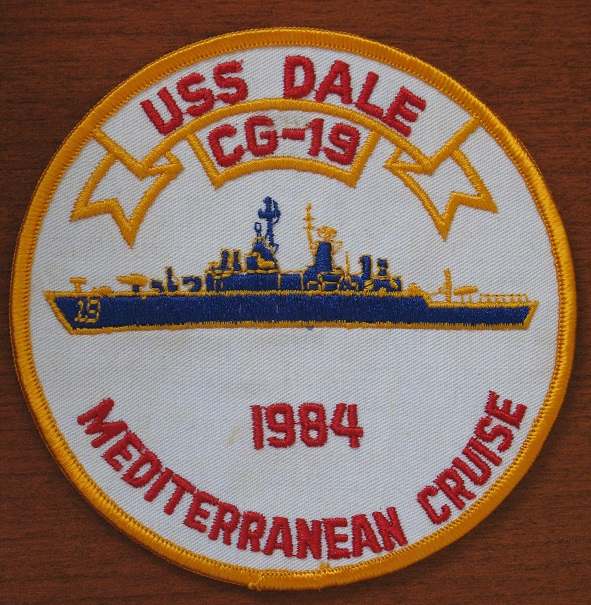 USS DALE
CG-19
19
1984
MEDITERRANEAN CRUISE